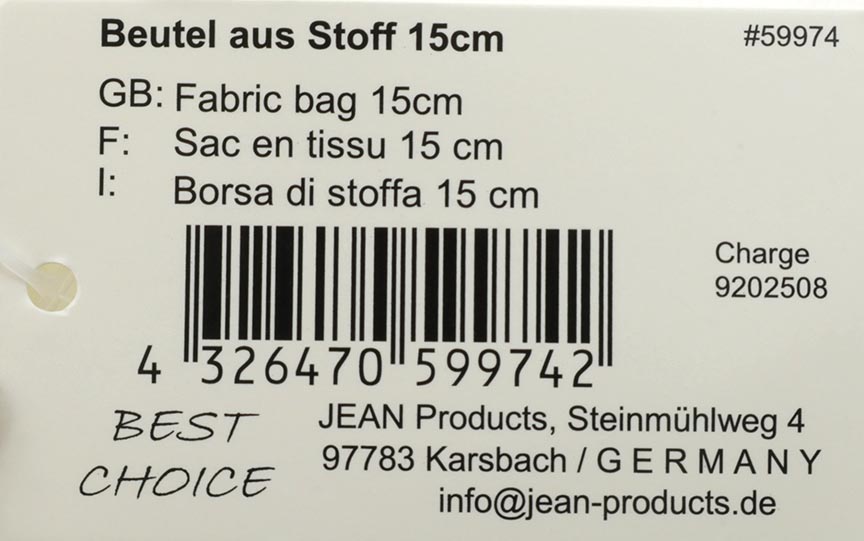 Beutel aus Stoff 15cm #59974
GB: Fabric bag 15cm
F: Sac en tissu 15 cm
I: Borsa di stoffa 15 cm
Charge
9202508
4 326470 599742
BEST
CHOICE
JEAN Products, Steinmühlweg 4
97783 Karsbach / G E R M A N Y
info@jean-products.de